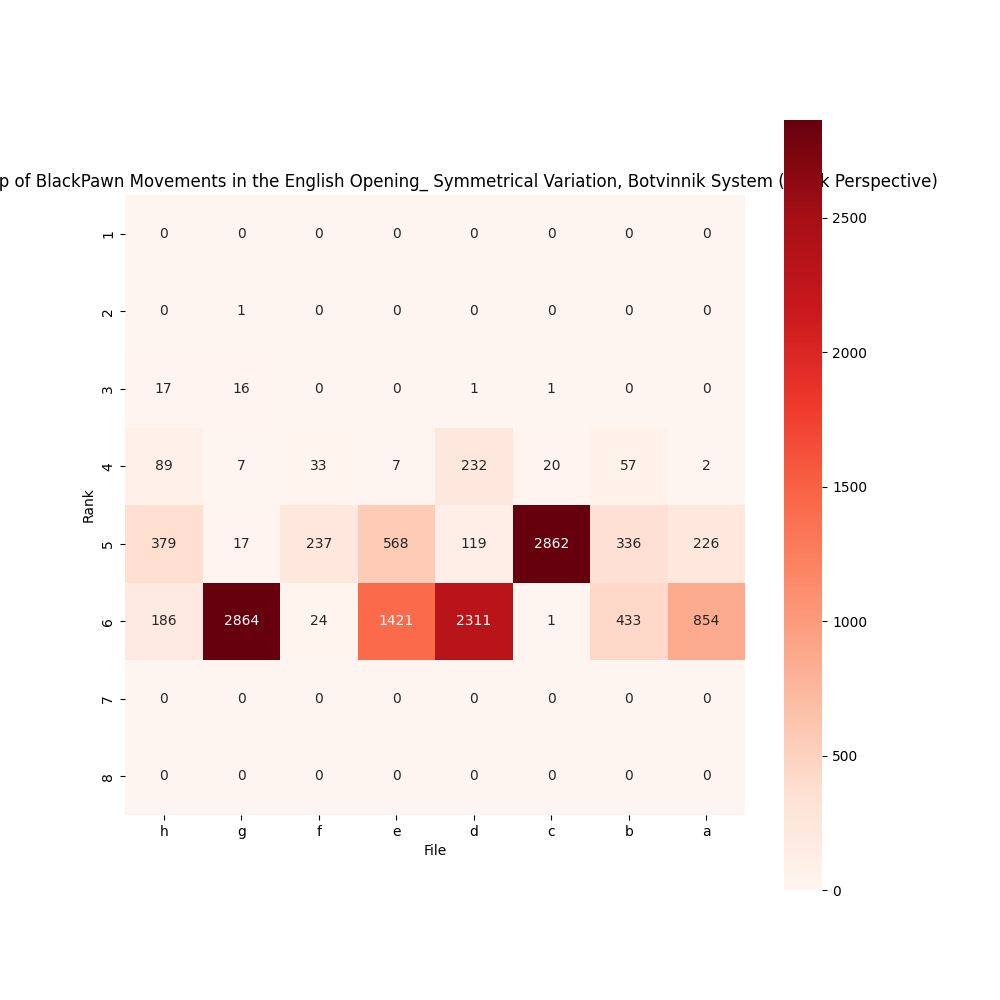 p of BlackPawn Movements in the English Opening_ Symmetrical Variation, Botvinnik System ( k Perspective)
1 0 0 0 0 0 0 0 0
2 0 1 0 0 0 0 0 0
3 17 16 0 0 1 1 0 0
4 89 7 33 7 232 20 57 2
5 379 17 237 568 119 2862 336 226
6 186 2864 24 1421 2311 1 433 854
7 0 0 0 0 0 0 0 0
8 0 0 0 0 0 0 0 0
Rank
h g f e d c b a
File
2500
2000
1500
1000
500
0